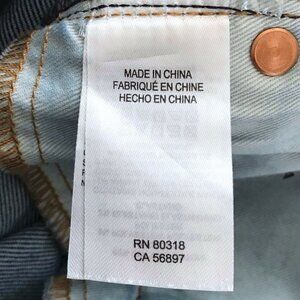 MADE IN CHINA
FABRIQUÉ EN CHINE
HECHO EN CHINA
RN 80318
CA 56897